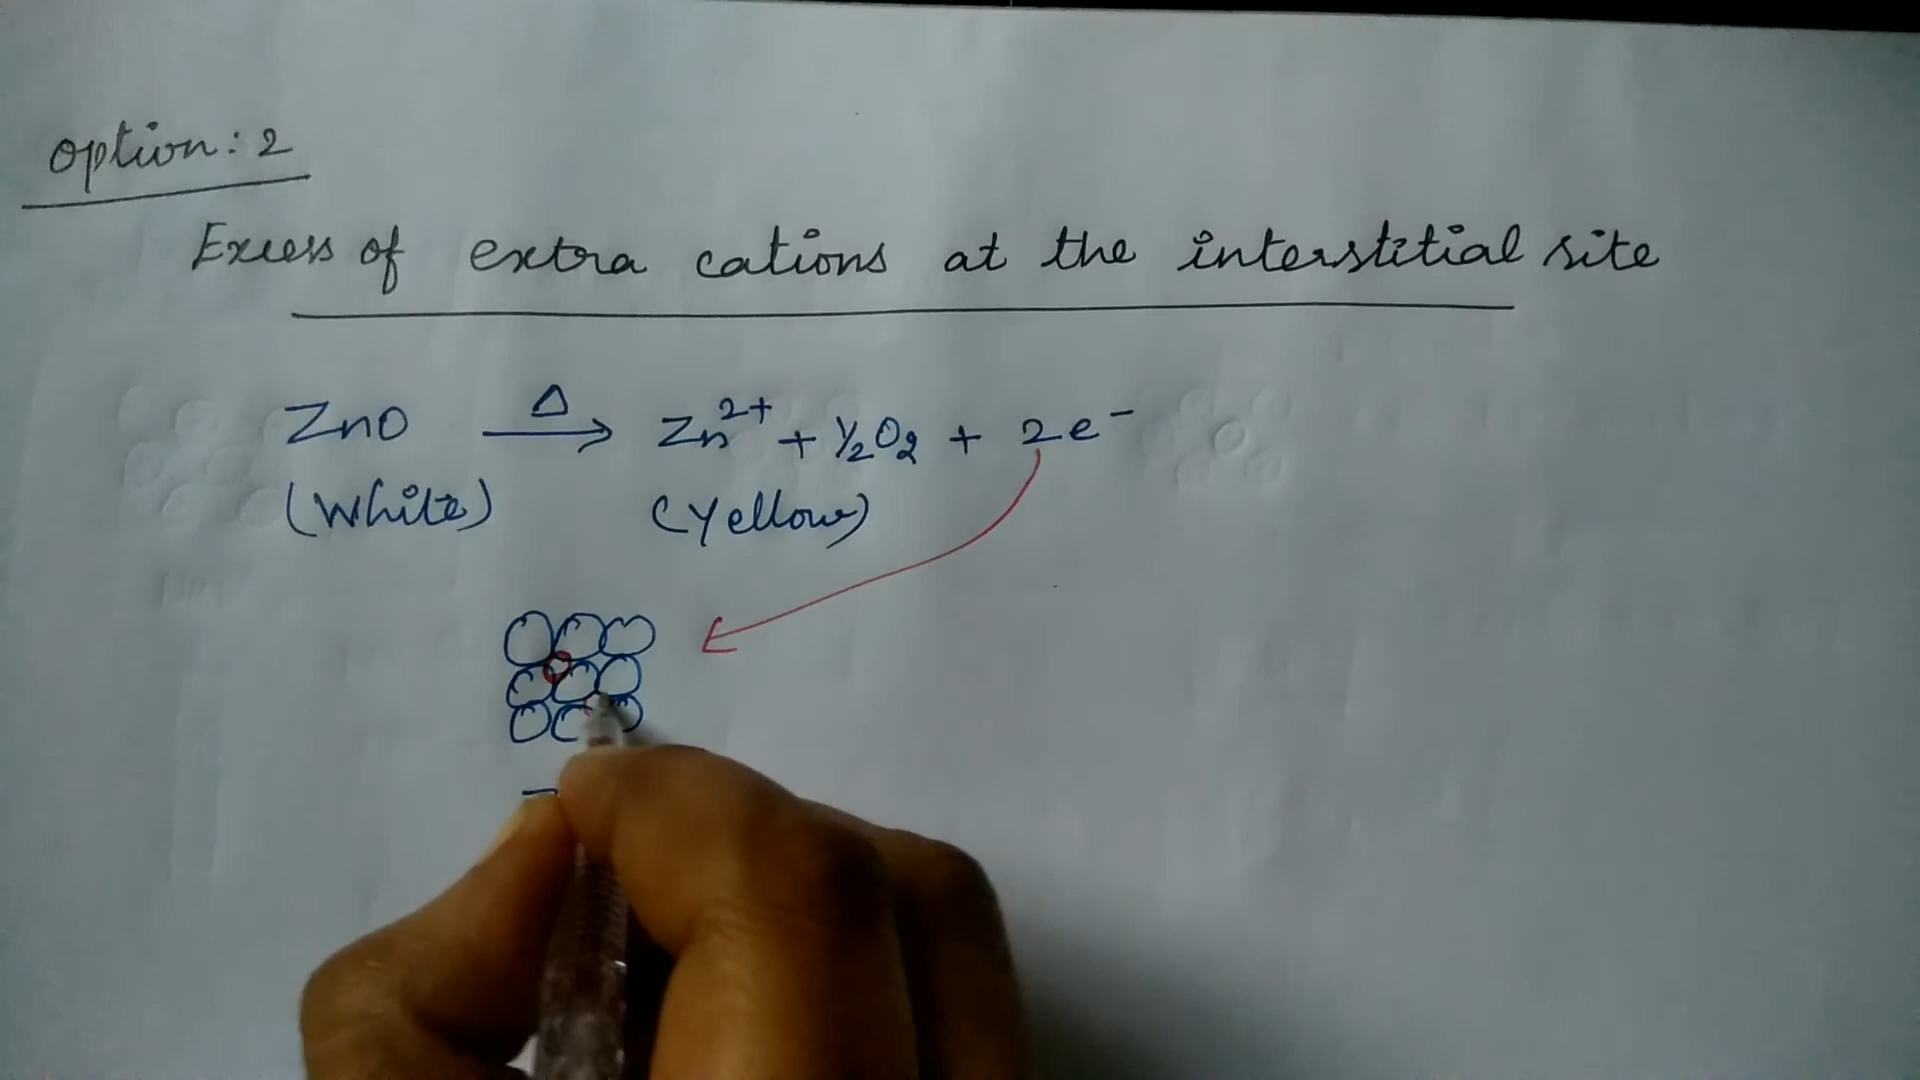 Option: 2
Excess of extra cations at the interstitial site
ZnO →Δ Zn²⁺ + ½O₂ + 2e⁻
(White) (Yellow)